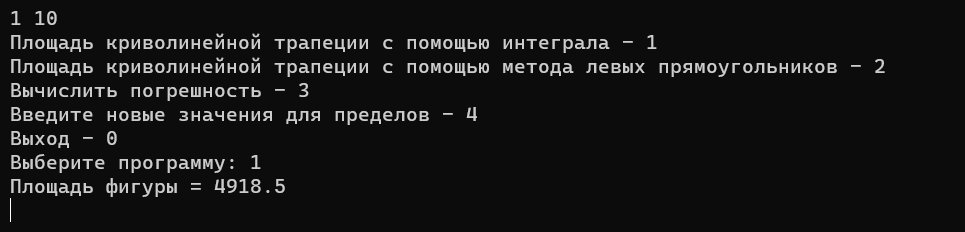 1 10
Площадь криволинейной трапеции с помощью интеграла – 1
Площадь криволинейной трапеции с помощью метода левых прямоугольников – 2
Вычислить погрешность – 3
Введите новые значения для пределов – 4
Выход – 0
Выберите программу: 1
Площадь фигуры = 4918.5